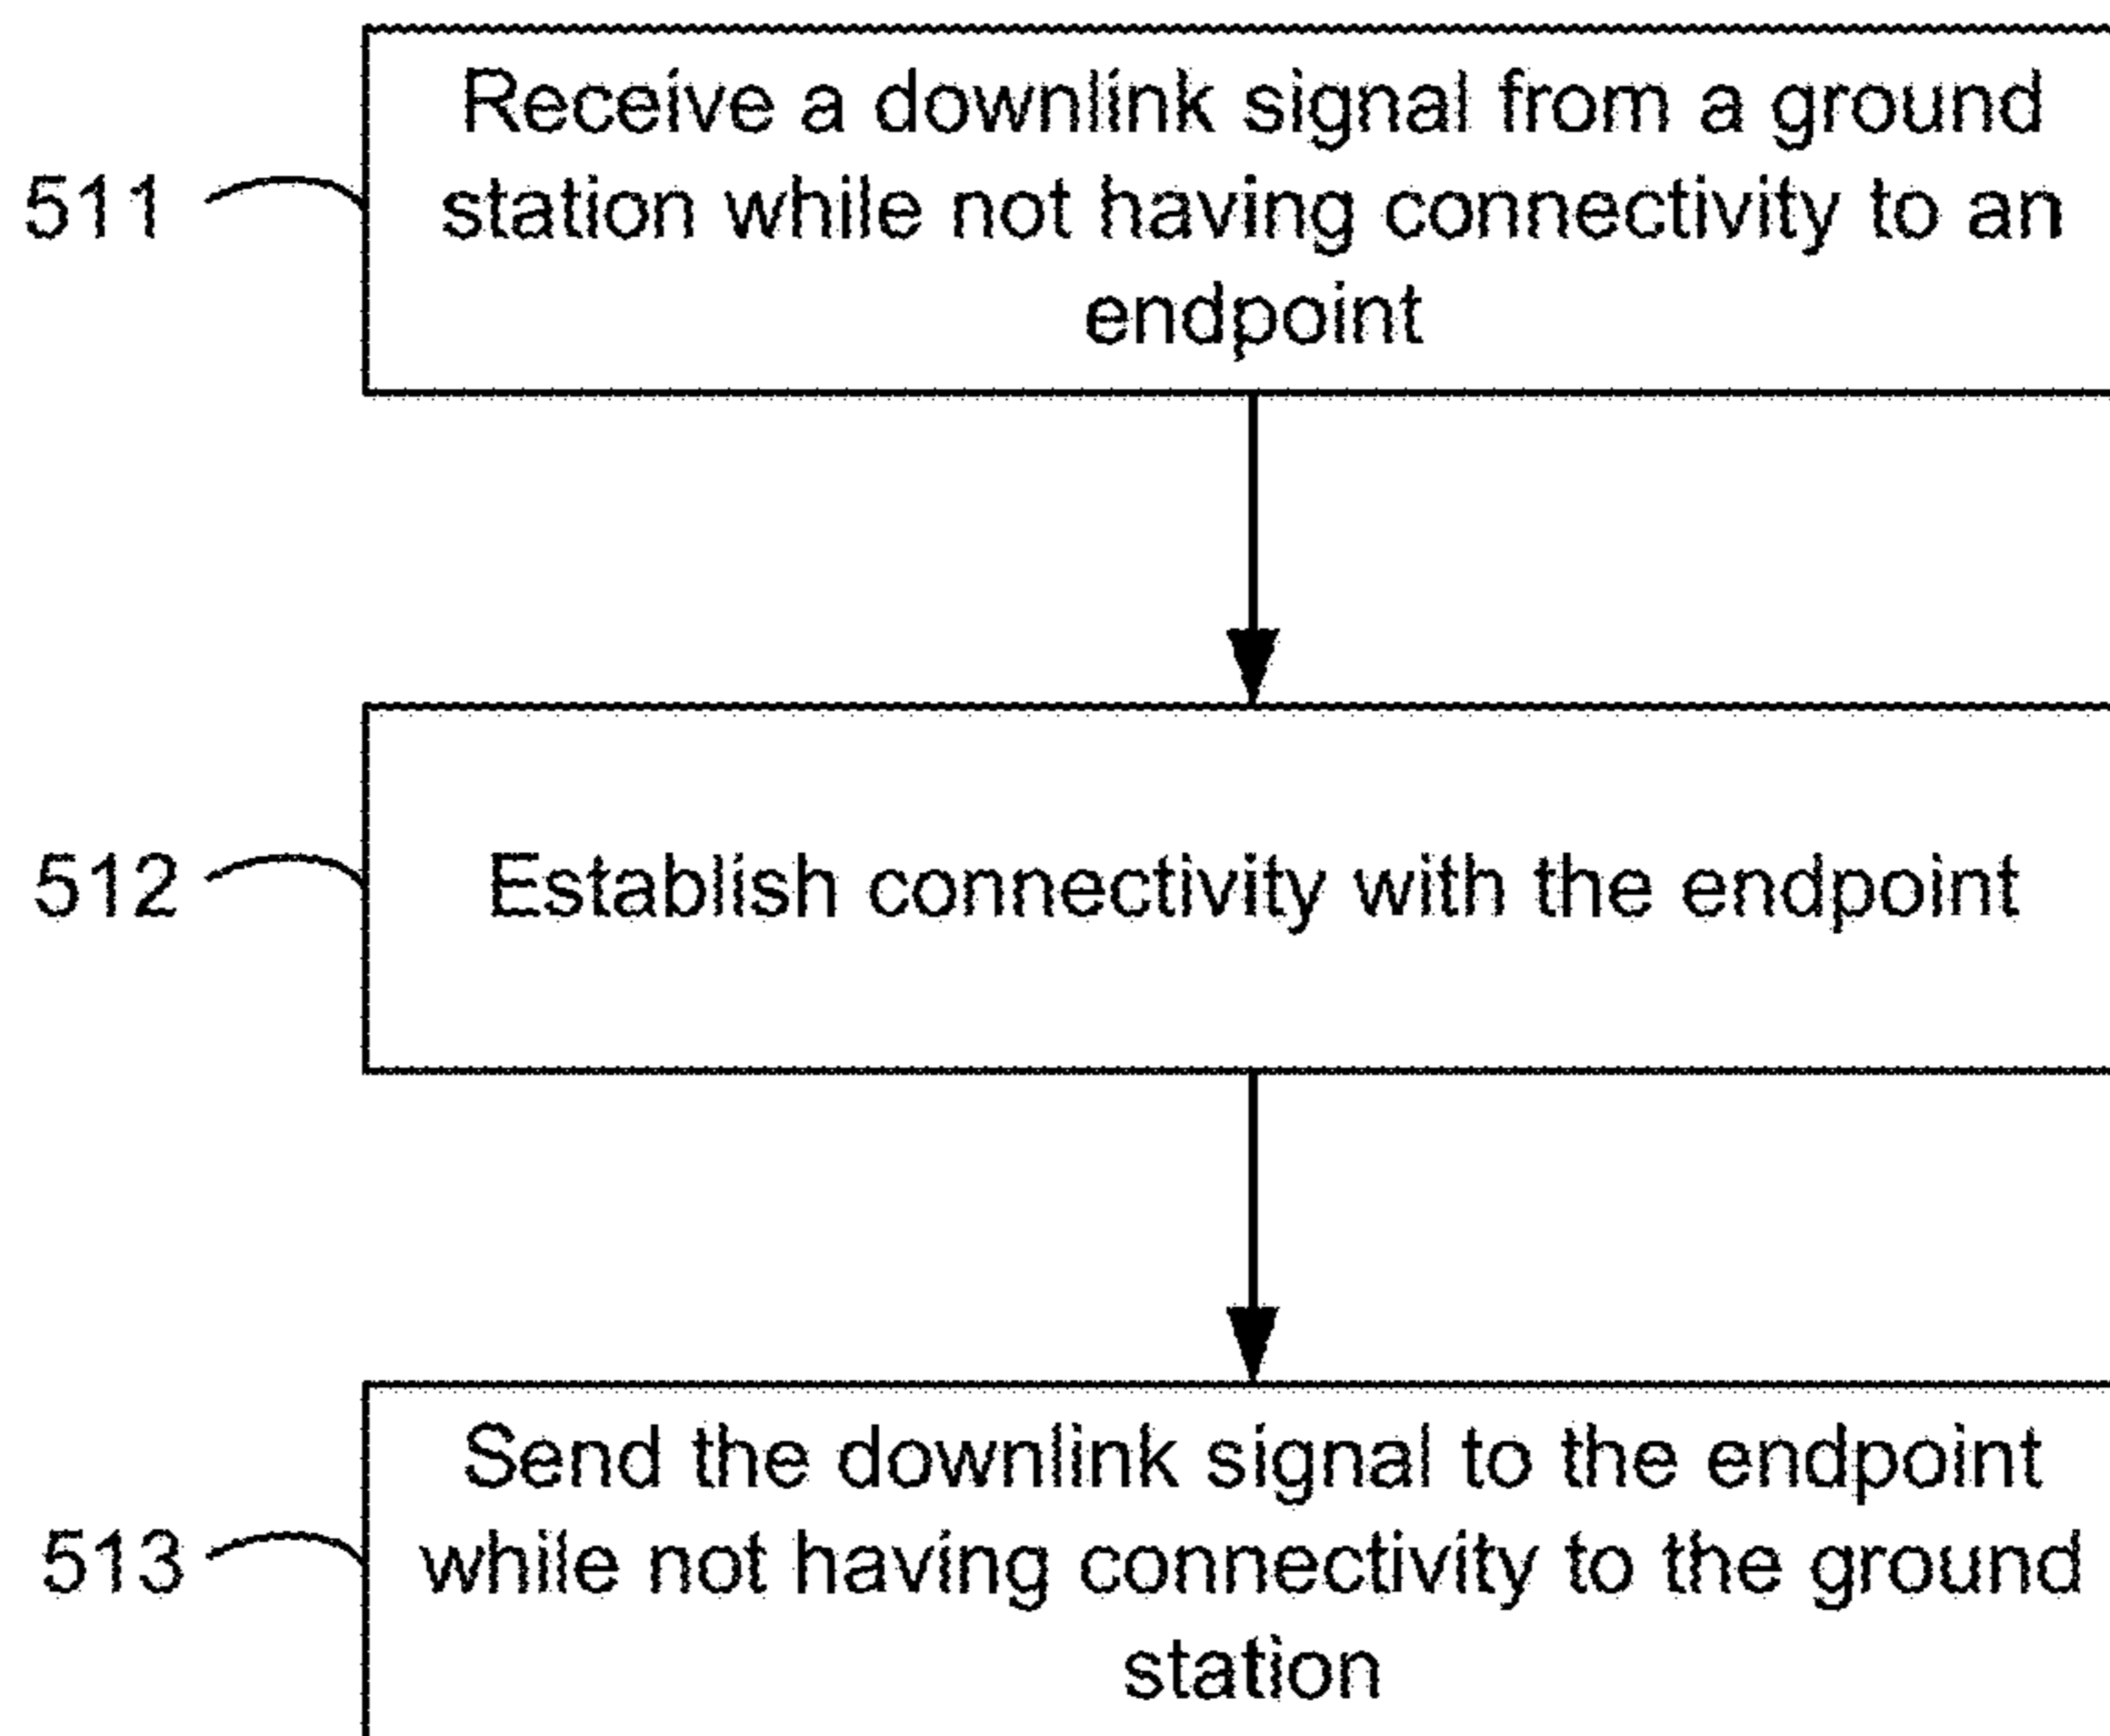 Receive a downlink signal from a ground
511
station while not having connectivity to an
endpoint
512
Establish connectivity with the endpoint
Send the downlink signal to the endpoint
513
while not having connectivity to the ground
station